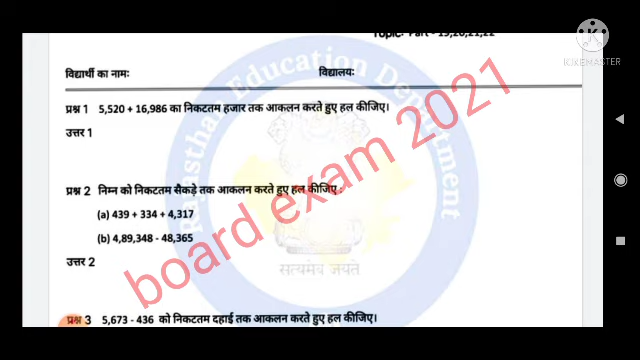 Topic: Part - 19,20,21,22
KINEMASTER
विद्यार्थी का नामः विद्यालयः
प्रश्न 1 5,520 + 16,986 का निकटतम हजार तक आकलन करते हुए हल कीजिए।
उत्तर 1
प्रश्न 2 निम्न को निकटतम सैकड़े तक आकलन करते हुए हल कीजिए :
(a) 439 + 334 + 4,317
(b) 4,89,348 - 48,365
उत्तर 2
प्रश्न 3 5,673 - 436 को निकटतम दहाई तक आकलन करते हुए हल कीजिए।
board exam 2021
Rajasthan Education Department
सत्यमेव जयते